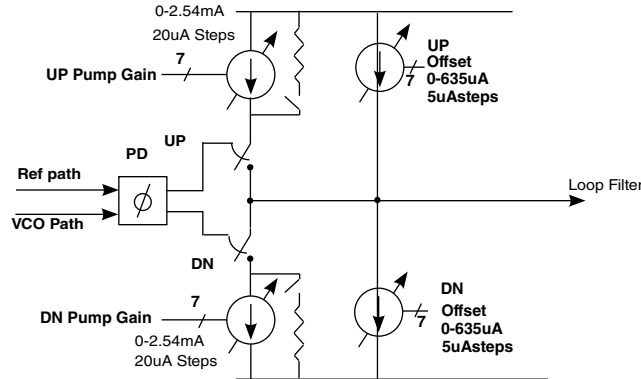 0-2.54mA
20uA Steps
7
UP Pump Gain
UP
Offset
7
0-635uA
5uAsteps
UP
PD
Ref path
VCO Path
Loop Filter
DN
7
DN Pump Gain
0-2.54mA
20uA Steps
DN
Offset
7
0-635uA
5uAsteps